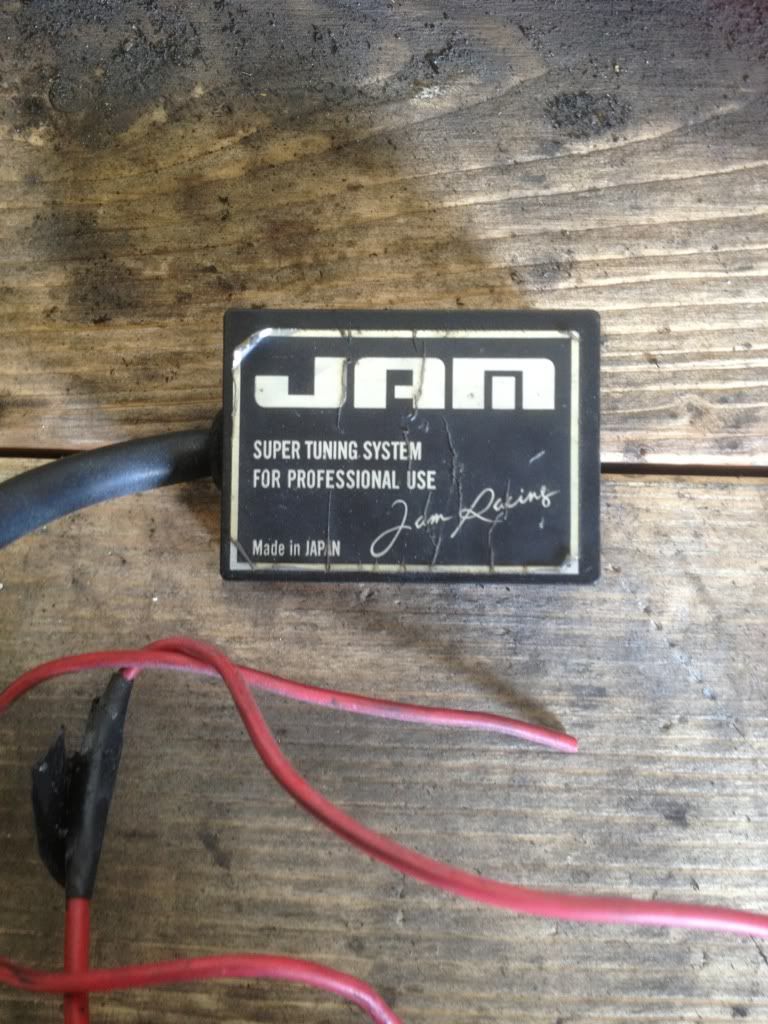 JAM
SUPER TUNING SYSTEM
FOR PROFESSIONAL USE
Jam Racing
Made in JAPAN